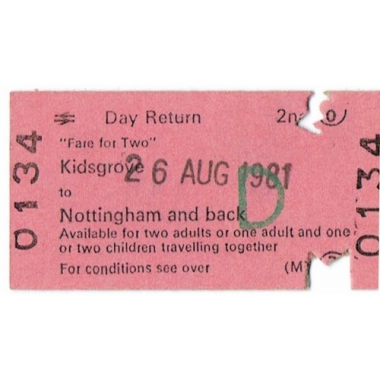 Day Return 2n
"Fare for Two"
Kidsgrove
26 AUG 1981
to
Nottingham and back
D
Available for two adults or one adult and one
or two children travelling together
For conditions see over (M)
0134
0134